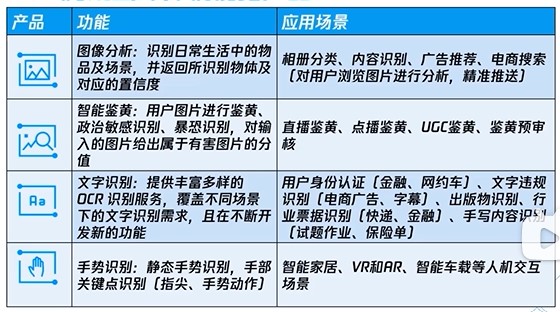 产品 功能 应用场景
图像分析：识别日常生活中的物
品及场景，并返回所识别物体及
对应的置信度
相册分类、内容识别、广告推荐、电商搜索
（对用户浏览图片进行分析，精准推送）
智能鉴黄：用户图片进行鉴黄、
政治敏感识别、暴恐识别，对输
入的图片给出属于有害图片的分
值
直播鉴黄、点播鉴黄、UGC鉴黄、鉴黄预审
核
Aa
文字识别：提供丰富多样的
OCR 识别服务，覆盖不同场景
下的文字识别需求，且在不断开
发新的功能
用户身份认证（金融、网约车）、文字违规
识别（电商广告、字幕）、出版物识别、行
业票据识别（快递、金融）、手写内容识别
（试题作业、保险单）
手势识别：静态手势识别，手部
关键点识别（指尖、手势动作）
智能家居、VR和AR、智能车载等人机交互
场景